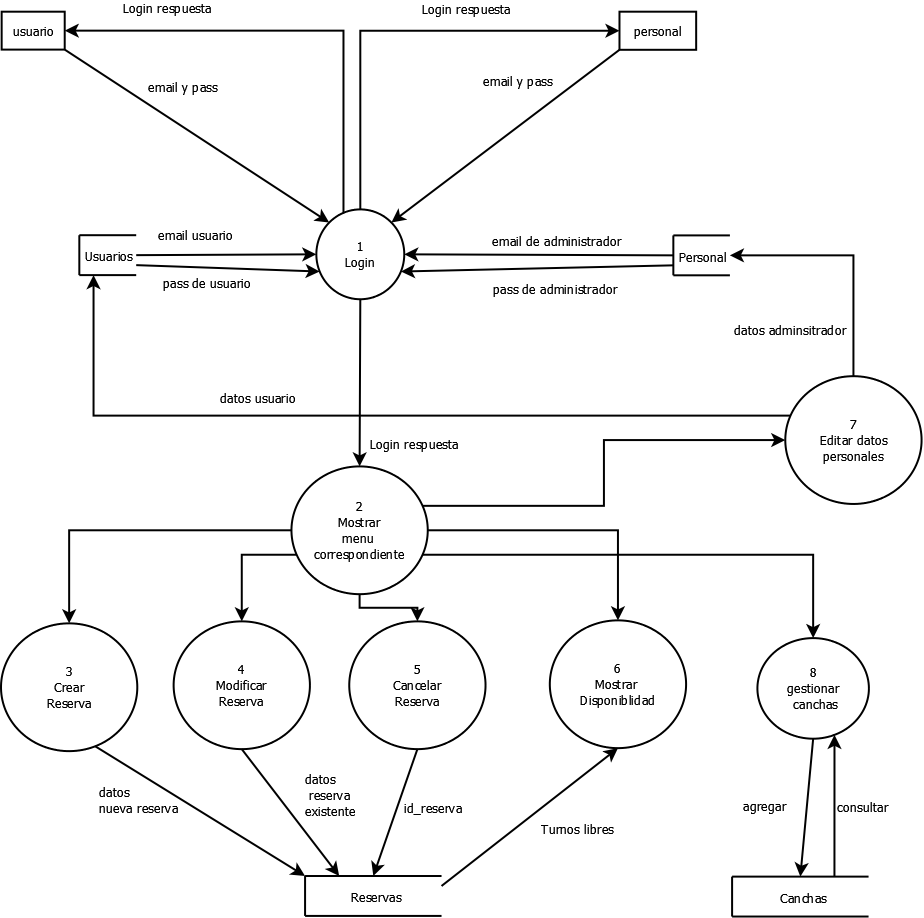 Login respuesta
Login respuesta
usuario
personal
email y pass
email y pass
email usuario
email de administrador
1
Login
Usuarios
Personal
pass de usuario
pass de administrador
datos adminsitrador
datos usuario
7
Editar datos
personales
Login respuesta
2
Mostrar
menu
correspondiente
3
Crear
Reserva
4
Modificar
Reserva
5
Cancelar
Reserva
6
Mostrar
Disponiblidad
8
gestionar
canchas
datos
nueva reserva
datos
reserva
existente
id_reserva
Turnos libres
agregar
consultar
Reservas
Canchas